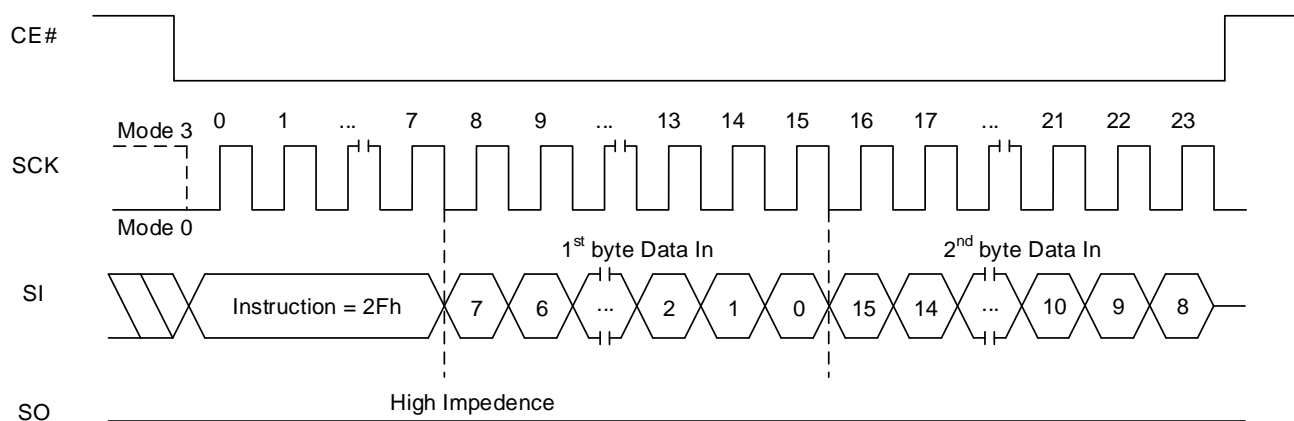 CE#
0 1 ... 7 8 9 ... 13 14 15 16 17 ... 21 22 23
Mode 3
SCK
Mode 0
1st byte Data In 2nd byte Data In
SI Instruction = 2Fh 7 6 ... 2 1 0 15 14 ... 10 9 8
High Impedence
SO